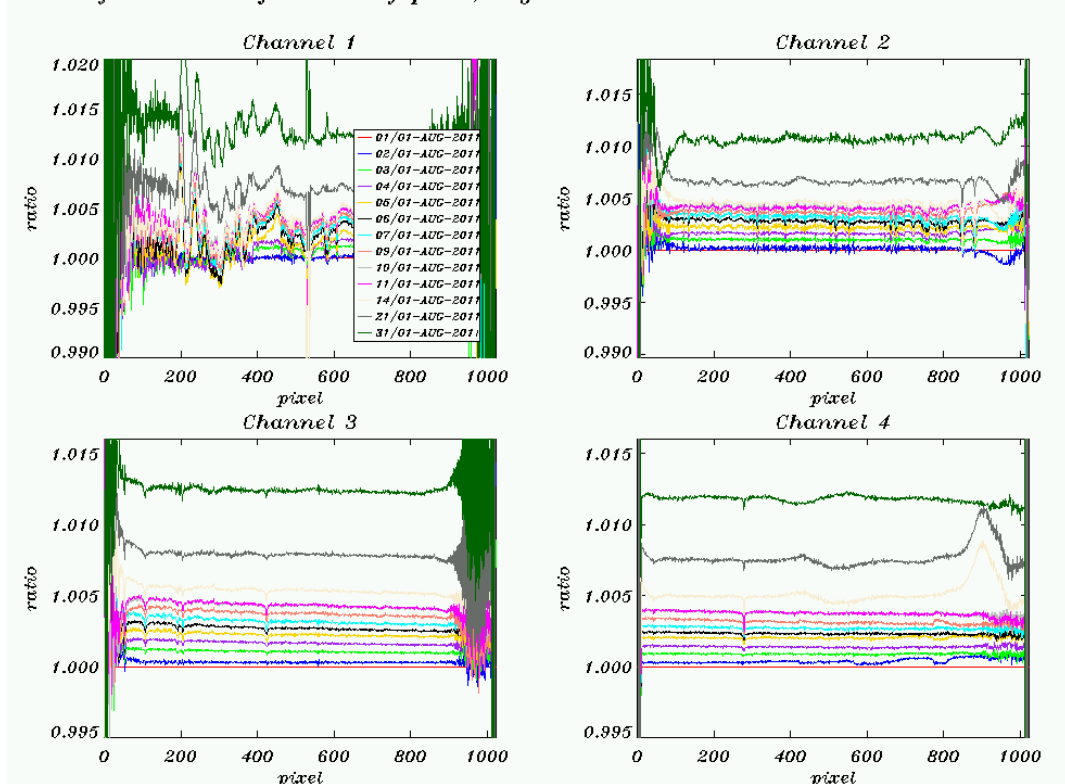 Channel 1
1.020
1.015
1.010
1.005
1.000
0.995
0.990
ratio
0 200 400 600 800 1000
pixel
01/01-AUG-2011
02/01-AUG-2011
03/01-AUG-2011
04/01-AUG-2011
05/01-AUG-2011
06/01-AUG-2011
07/01-AUG-2011
09/01-AUG-2011
10/01-AUG-2011
11/01-AUG-2011
14/01-AUG-2011
21/01-AUG-2011
31/01-AUG-2011
Channel 2
1.015
1.010
1.005
1.000
0.995
0.990
ratio
0 200 400 600 800 1000
pixel
Channel 3
1.015
1.010
1.005
1.000
0.995
ratio
0 200 400 600 800 1000
pixel
Channel 4
1.015
1.010
1.005
1.000
0.995
ratio
0 200 400 600 800 1000
pixel